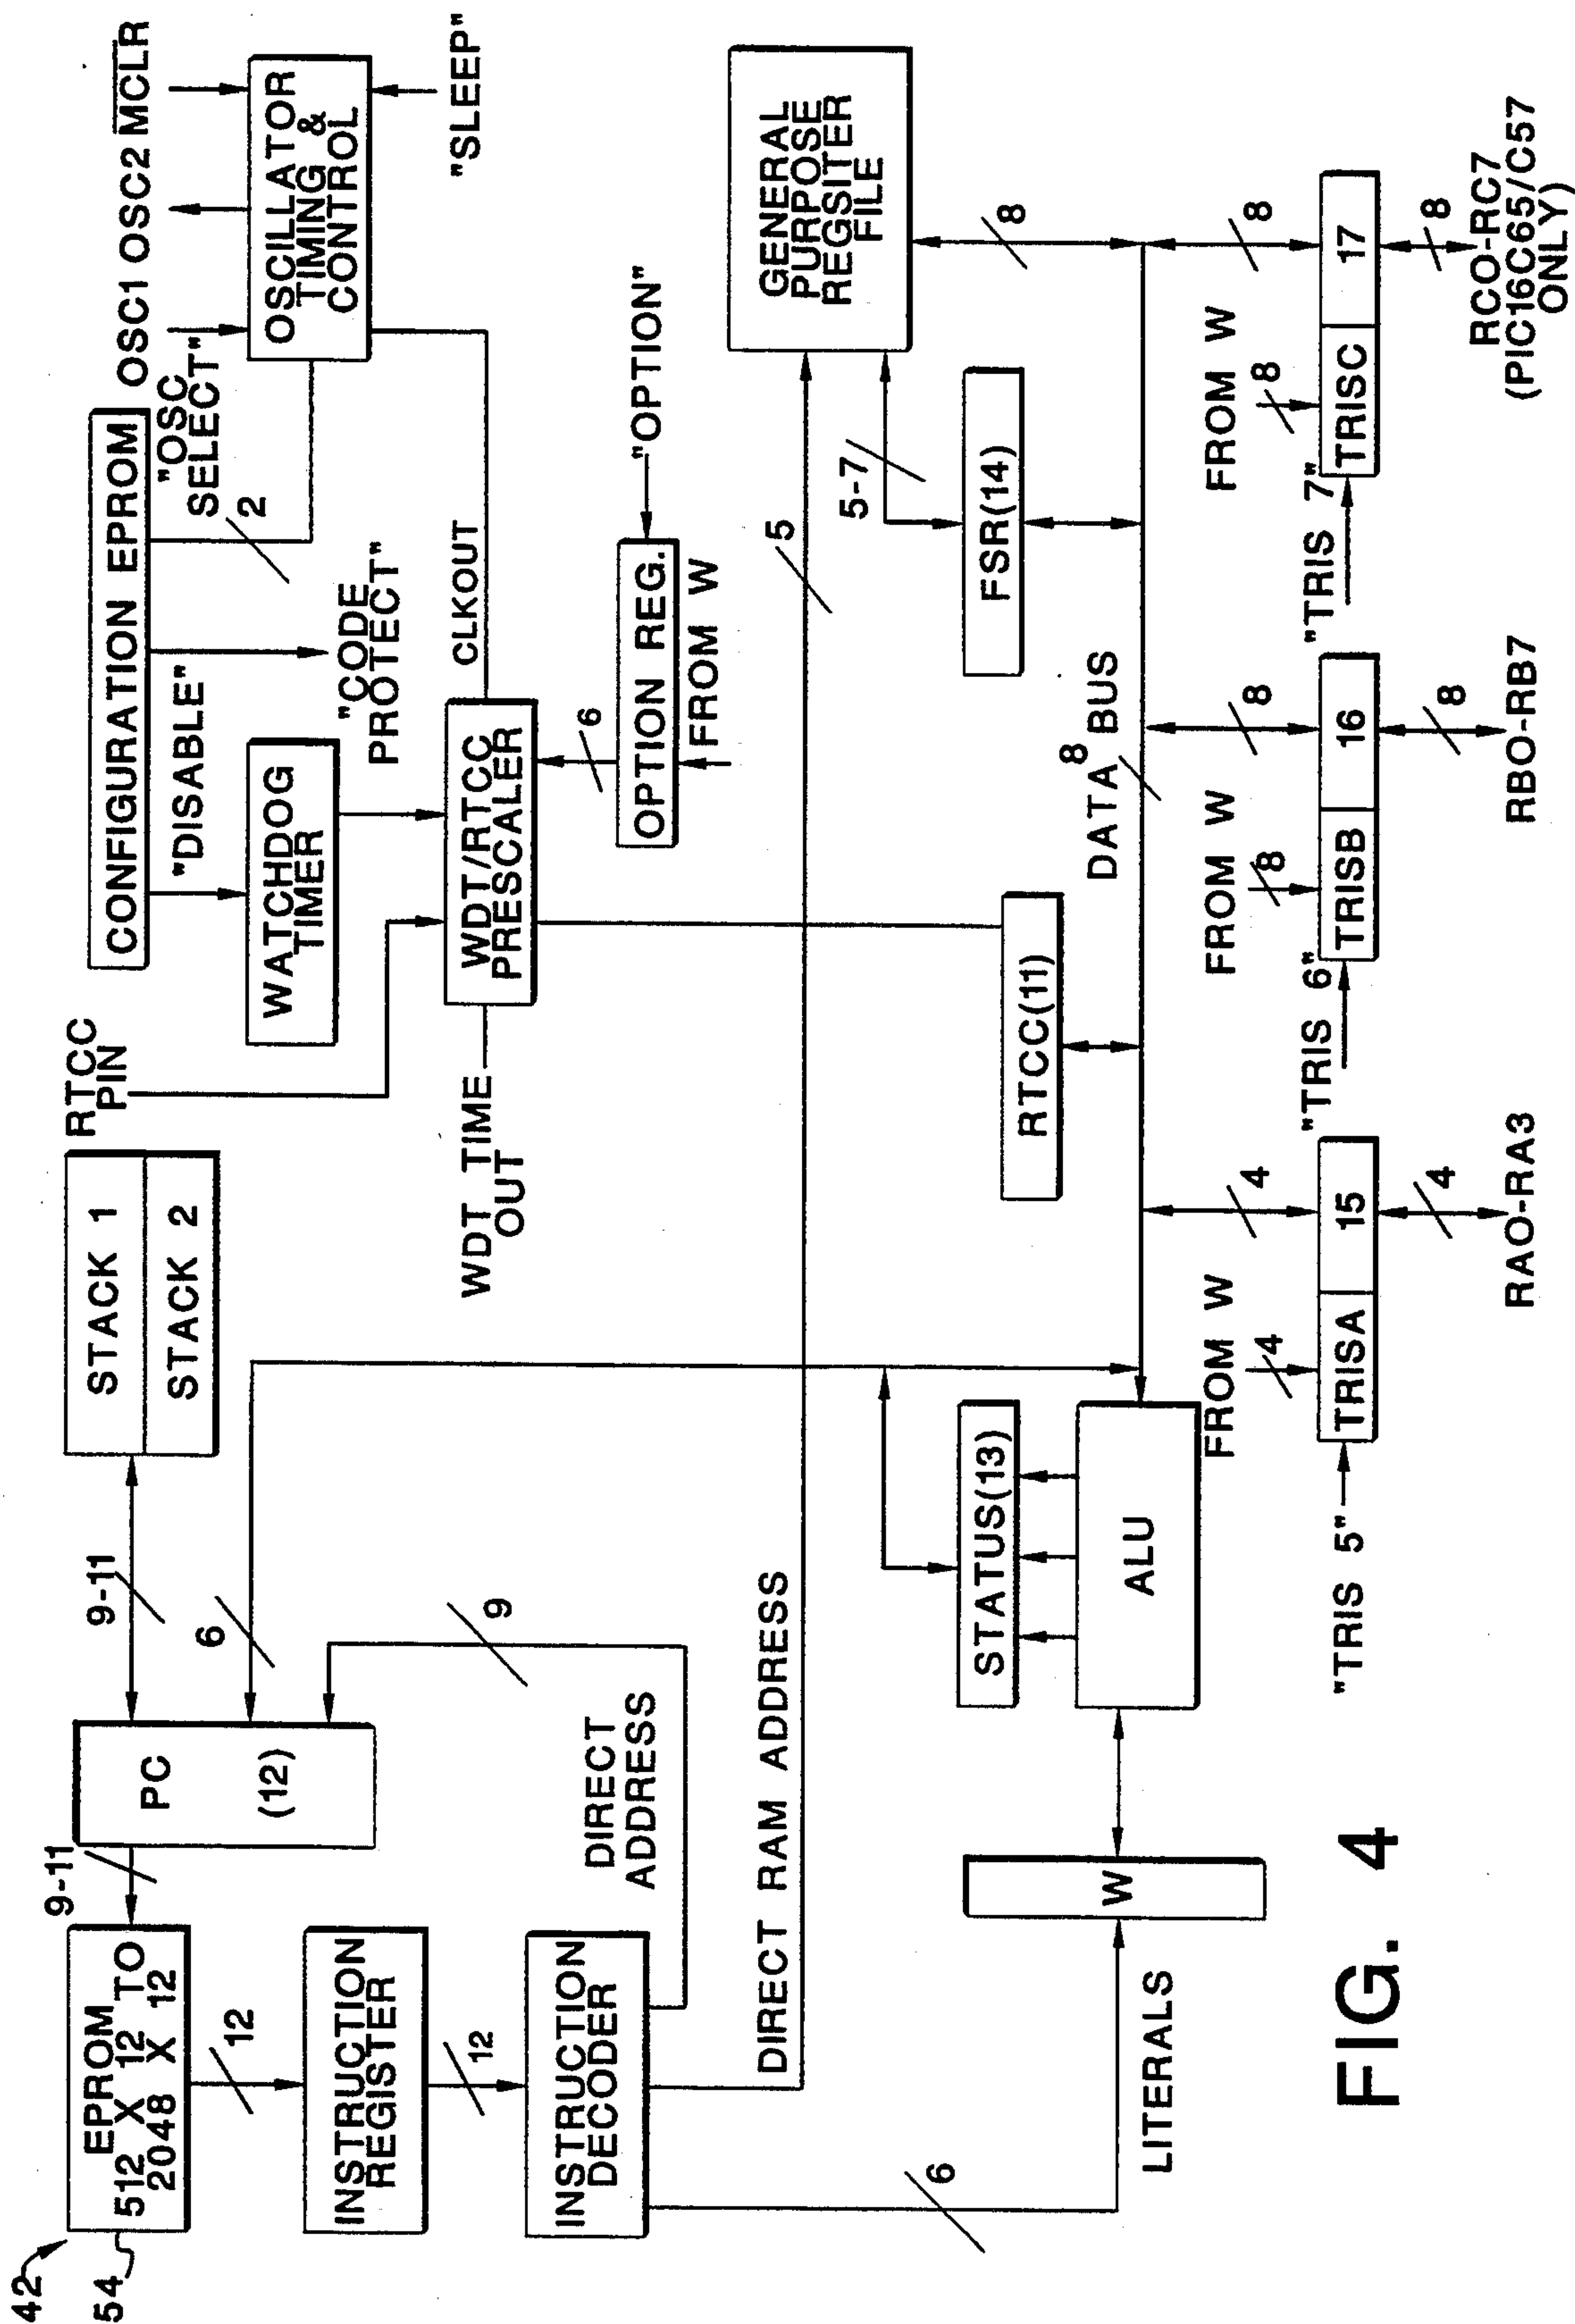 42
54
EPROM
512 X 12 TO
2048 X 12
9-11
PC
(12)
9-11
STACK 1
STACK 2
RTCC
PIN
CONFIGURATION EPROM
"DISABLE"
WATCHDOG
TIMER
"CODE
PROTECT"
"OSC
SELECT"
2
OSC1 OSC2 MCLR
OSCILLATOR
TIMING &
CONTROL
"SLEEP"
12
INSTRUCTION
REGISTER
12
INSTRUCTION
DECODER
6
9
DIRECT
ADDRESS
WDT TIME
OUT
WDT/RTCC
PRESCALER
CLKOUT
6
OPTION REG.
"OPTION"
FROM W
DIRECT RAM ADDRESS
5
GENERAL
PURPOSE
REGSITER
FILE
5-7
FSR(14)
8
6
LITERALS
W
STATUS(13)
ALU
RTCC(11)
DATA BUS
8
FROM W
4
4
"TRIS 5"
TRISA
15
4
RAO-RA3
FROM W
8
8
"TRIS 6"
TRISB
16
8
RBO-RB7
FROM W
8
8
"TRIS 7"
TRISC
17
8
RCO-RC7
(PIC16C65/C57
ONLY)
FIG. 4